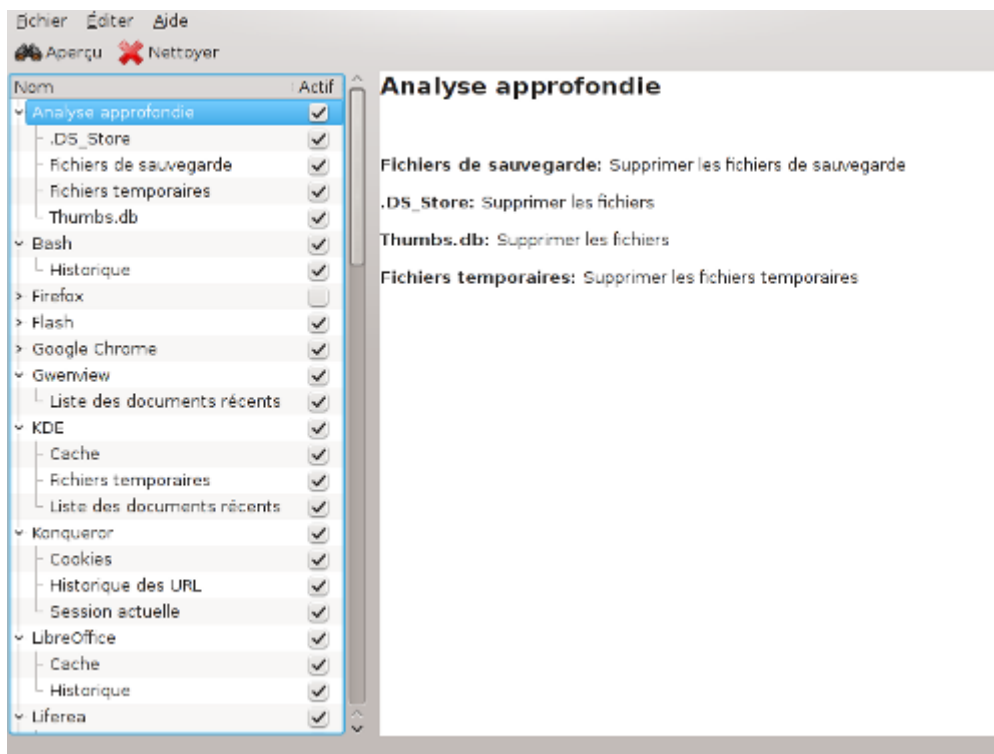 Fichier Éditer Aide
Aperçu Nettoyer
Nom Actif
Analyse approfondie
.DS_Store
Fichiers de sauvegarde
Fichiers temporaires
Thumbs.db
Bash
Historique
Firefox
Flash
Google Chrome
Gwenview
Liste des documents récents
KDE
Cache
Fichiers temporaires
Liste des documents récents
Konqueror
Cookies
Historique des URL
Session actuelle
LibreOffice
Cache
Historique
Liferea
Analyse approfondie
Fichiers de sauvegarde: Supprimer les fichiers de sauvegarde
.DS_Store: Supprimer les fichiers
Thumbs.db: Supprimer les fichiers
Fichiers temporaires: Supprimer les fichiers temporaires